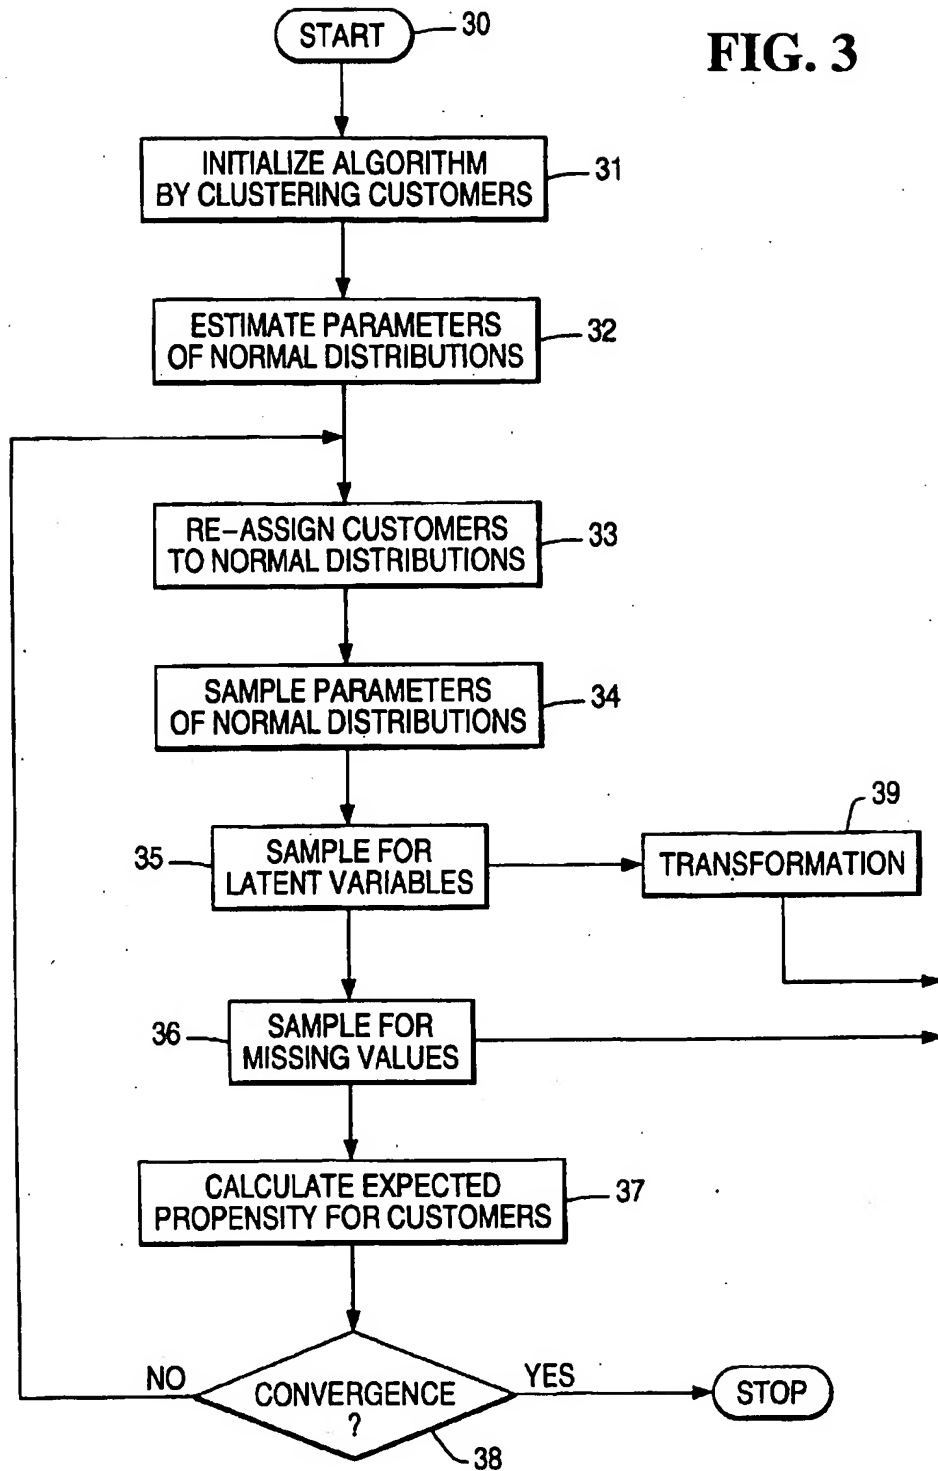 START
30
FIG. 3
INITIALIZE ALGORITHM
BY CLUSTERING CUSTOMERS
31
ESTIMATE PARAMETERS
OF NORMAL DISTRIBUTIONS
32
RE-ASSIGN CUSTOMERS
TO NORMAL DISTRIBUTIONS
33
SAMPLE PARAMETERS
OF NORMAL DISTRIBUTIONS
34
35
SAMPLE FOR
LATENT VARIABLES
39
TRANSFORMATION
36
SAMPLE FOR
MISSING VALUES
CALCULATE EXPECTED
PROPENSITY FOR CUSTOMERS
37
NO
CONVERGENCE
?
YES
STOP
38